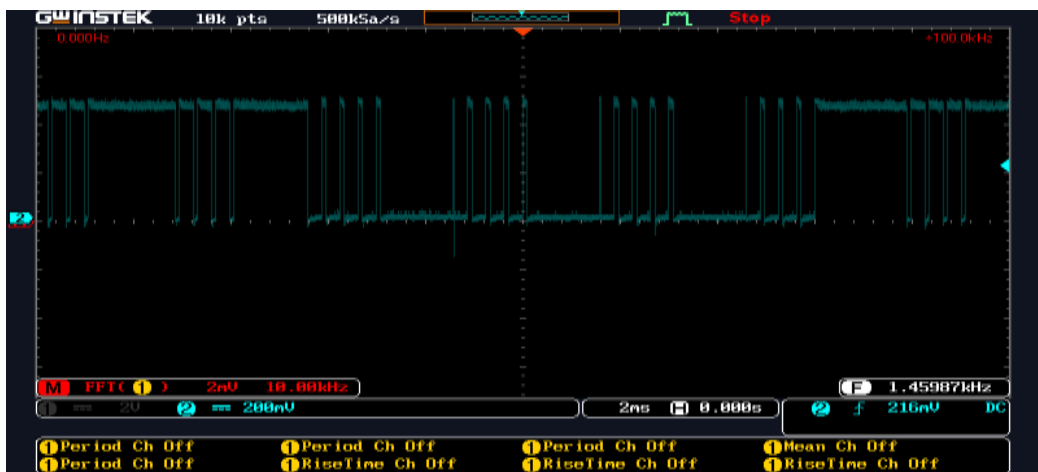 GWINSTEK 10k pts 500kSa/s Stop
0.000Hz +100.0kHz
2
M FFT( 1 ) 2mV 10.00kHz F 1.45987kHz
1 2V 2 200mV 2ms H 0.000s 2 216mV DC
1 Period Ch Off 1 Period Ch Off 1 Period Ch Off 1 Mean Ch Off
1 Period Ch Off 1 RiseTime Ch Off 1 RiseTime Ch Off 1 RiseTime Ch Off